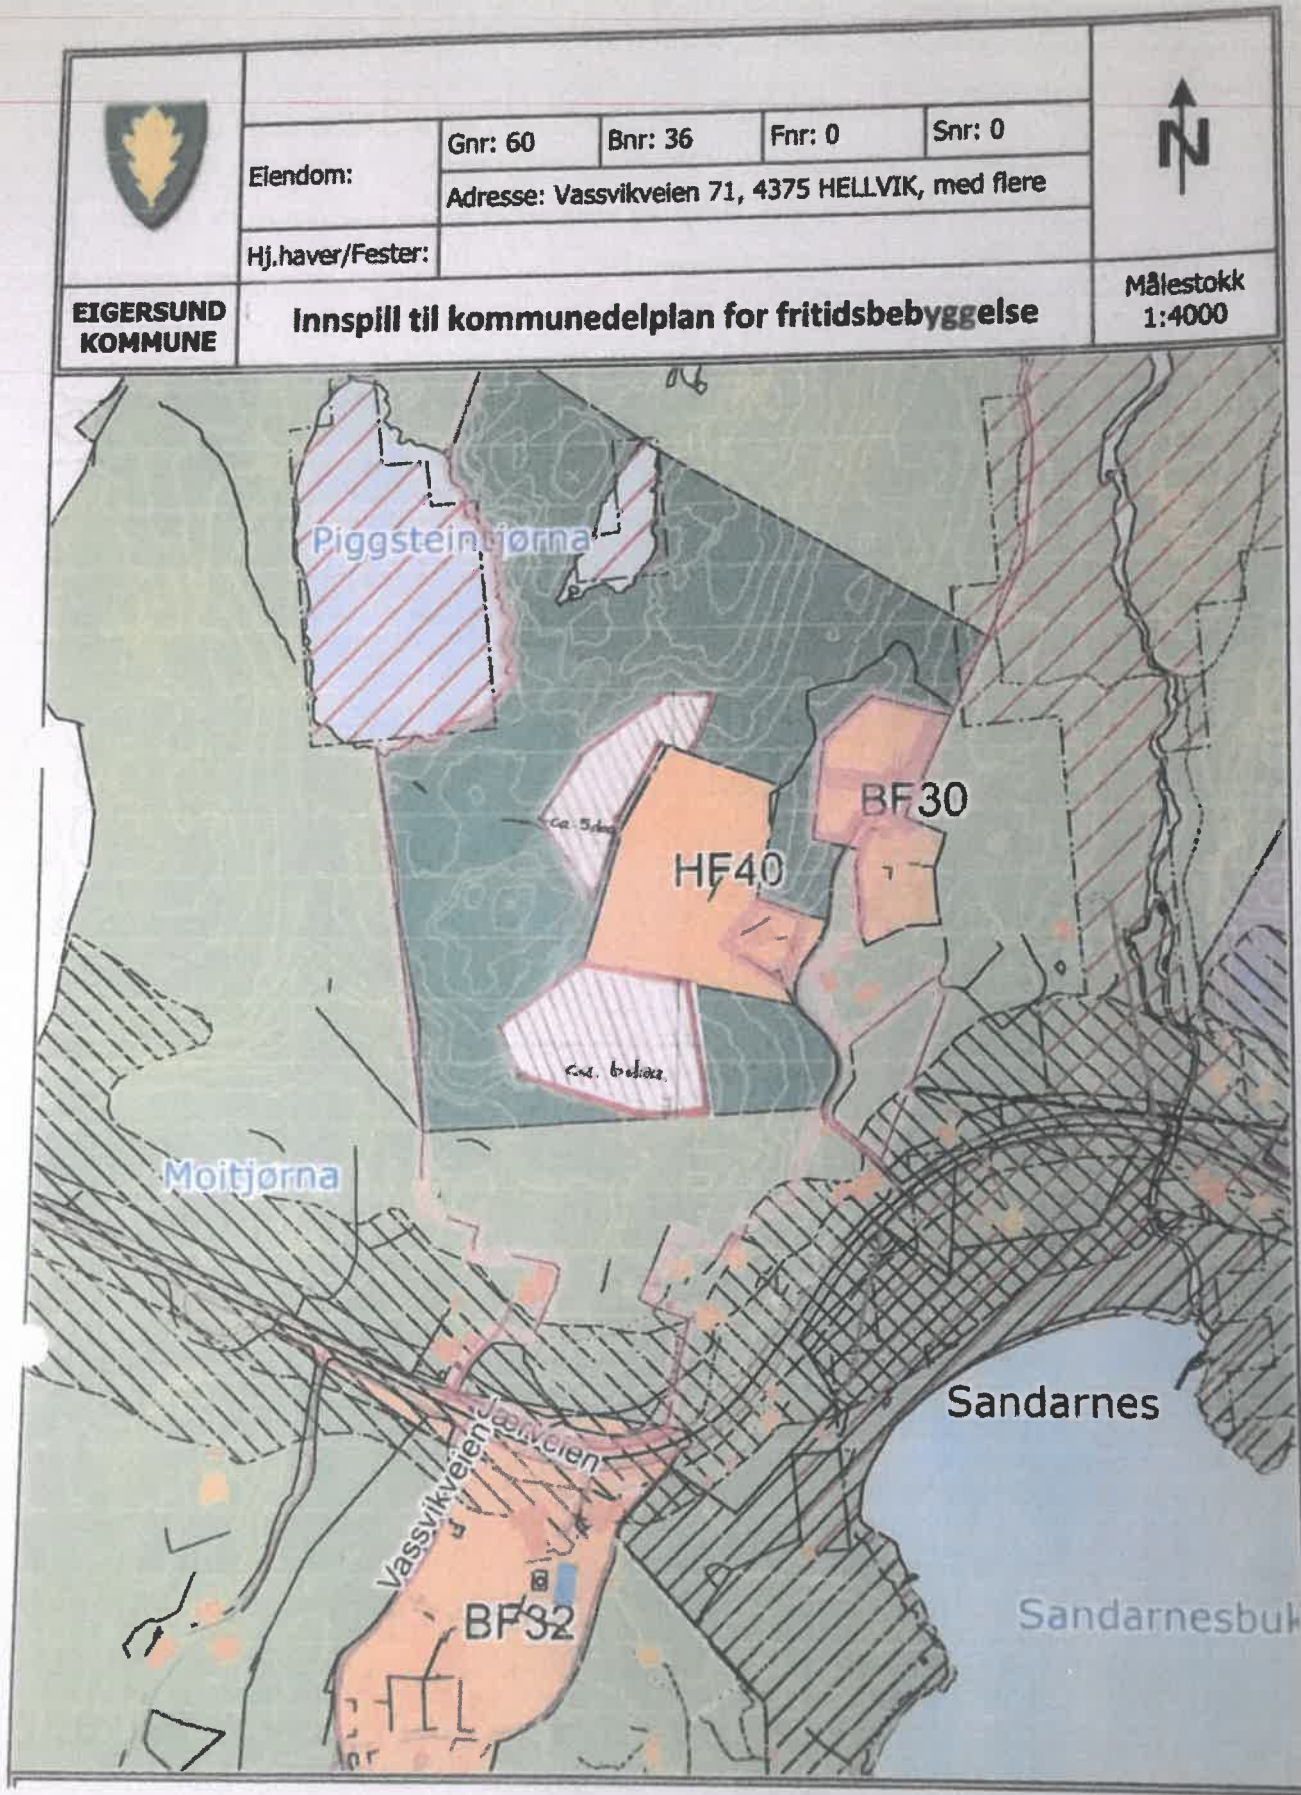 Eiendom:
Gnr: 60
Bnr: 36
Fnr: 0
Snr: 0
Adresse: Vassvikveien 71, 4375 HELLVIK, med flere
Hj.haver/Fester:
N
EIGERSUND
KOMMUNE
Innspill til kommunedelplan for fritidsbebyggelse
Målestokk
1:4000
Piggsteintjørna
BF30
ca.
HF40
ca.
Moitjørna
Sandarnes
Jærveien
Vassvikveien
Sandarnesbuk
BF32